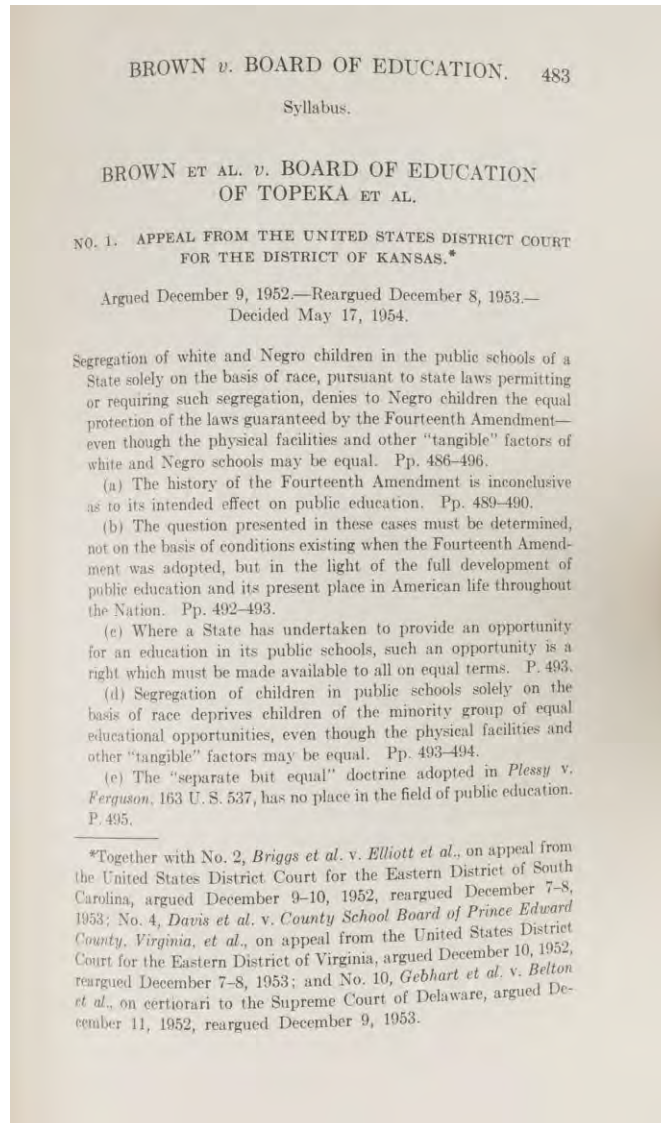 BROWN v. BOARD OF EDUCATION. 483
Syllabus.
BROWN ET AL. v. BOARD OF EDUCATION
OF TOPEKA ET AL.
NO. 1. APPEAL FROM THE UNITED STATES DISTRICT COURT
FOR THE DISTRICT OF KANSAS.*
Argued December 9, 1952.—Reargued December 8, 1953.—
Decided May 17, 1954.
Segregation of white and Negro children in the public schools of a
State solely on the basis of race, pursuant to state laws permitting
or requiring such segregation, denies to Negro children the equal
protection of the laws guaranteed by the Fourteenth Amendment—
even though the physical facilities and other “tangible” factors of
white and Negro schools may be equal. Pp. 486–496.
(a) The history of the Fourteenth Amendment is inconclusive
as to its intended effect on public education. Pp. 489–490.
(b) The question presented in these cases must be determined,
not on the basis of conditions existing when the Fourteenth Amend-
ment was adopted, but in the light of the full development of
public education and its present place in American life throughout
the Nation. Pp. 492–493.
(c) Where a State has undertaken to provide an opportunity
for an education in its public schools, such an opportunity is a
right which must be made available to all on equal terms. P. 493.
(d) Segregation of children in public schools solely on the
basis of race deprives children of the minority group of equal
educational opportunities, even though the physical facilities and
other “tangible” factors may be equal. Pp. 493–494.
(e) The “separate but equal” doctrine adopted in Plessy v.
Ferguson, 163 U. S. 537, has no place in the field of public education.
P. 495.
*Together with No. 2, Briggs et al. v. Elliott et al., on appeal from
the United States District Court for the Eastern District of South
Carolina, argued December 9–10, 1952, reargued December 7–8,
1953; No. 4, Davis et al. v. County School Board of Prince Edward
County, Virginia, et al., on appeal from the United States District
Court for the Eastern District of Virginia, argued December 10, 1952,
reargued December 7–8, 1953; and No. 10, Gebhart et al. v. Belton
et al., on certiorari to the Supreme Court of Delaware, argued De-
cember 11, 1952, reargued December 9, 1953.